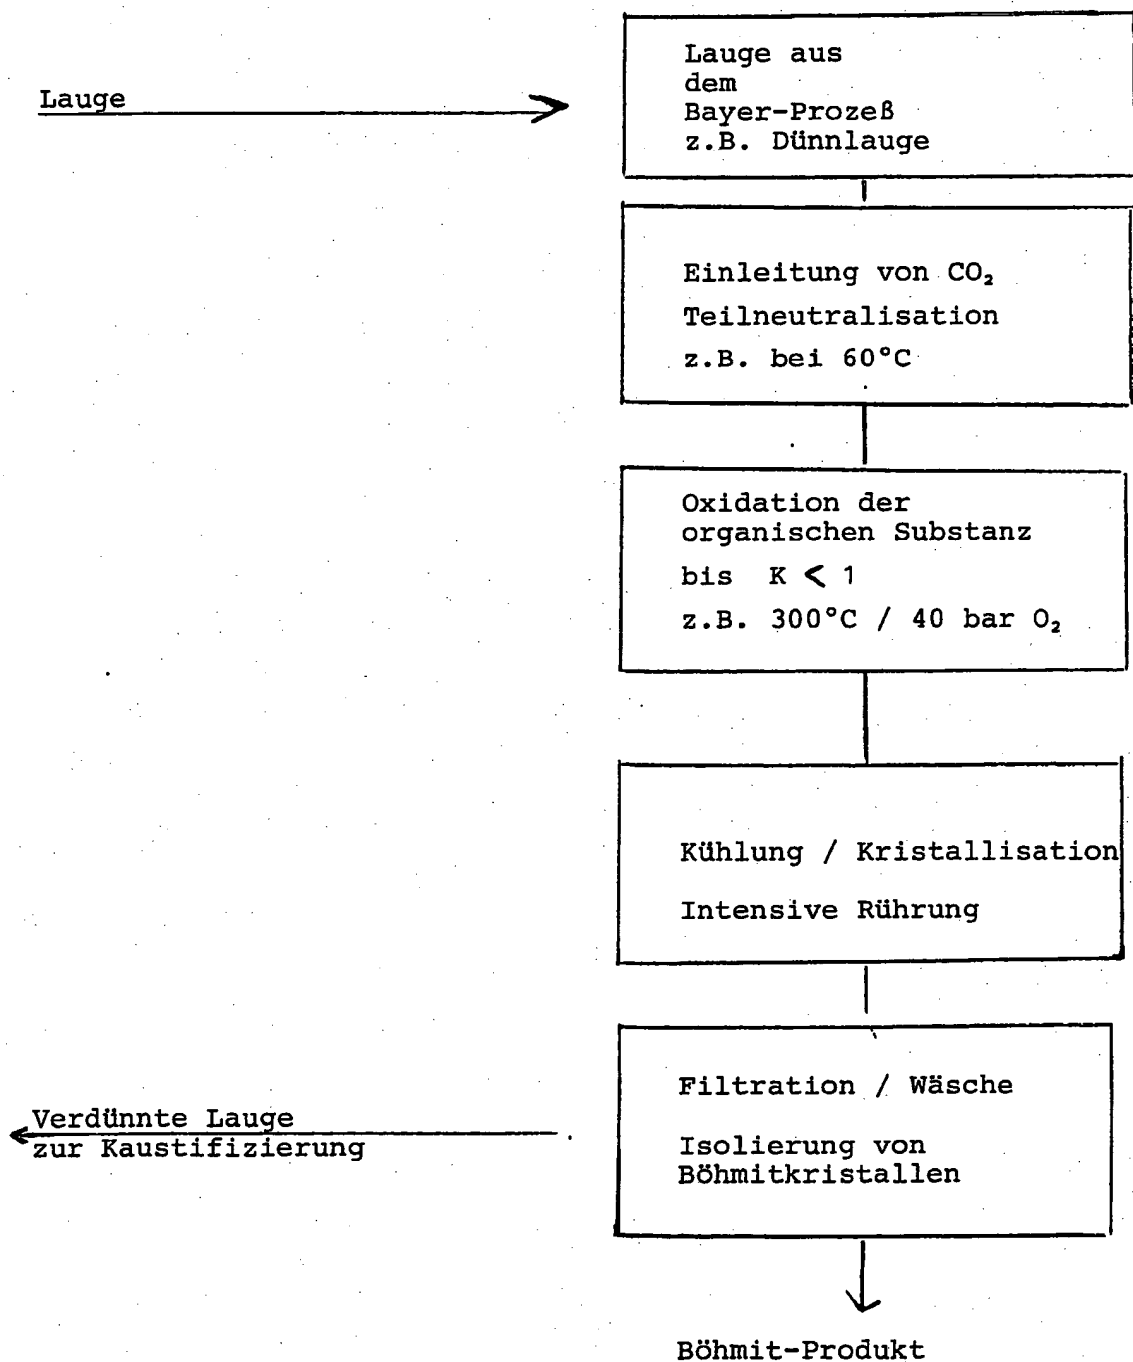 Lauge
Lauge aus
dem
Bayer-Prozeß
z.B. Dünnlauge
Einleitung von CO₂
Teilneutralisation
z.B. bei 60°C
Oxidation der
organischen Substanz
bis K < 1
z.B. 300°C / 40 bar O₂
Kühlung / Kristallisation
Intensive Rührung
Filtration / Wäsche
Isolierung von
Böhmitkristallen
Verdünnte Lauge
zur Kaustifizierung
Böhmit-Produkt